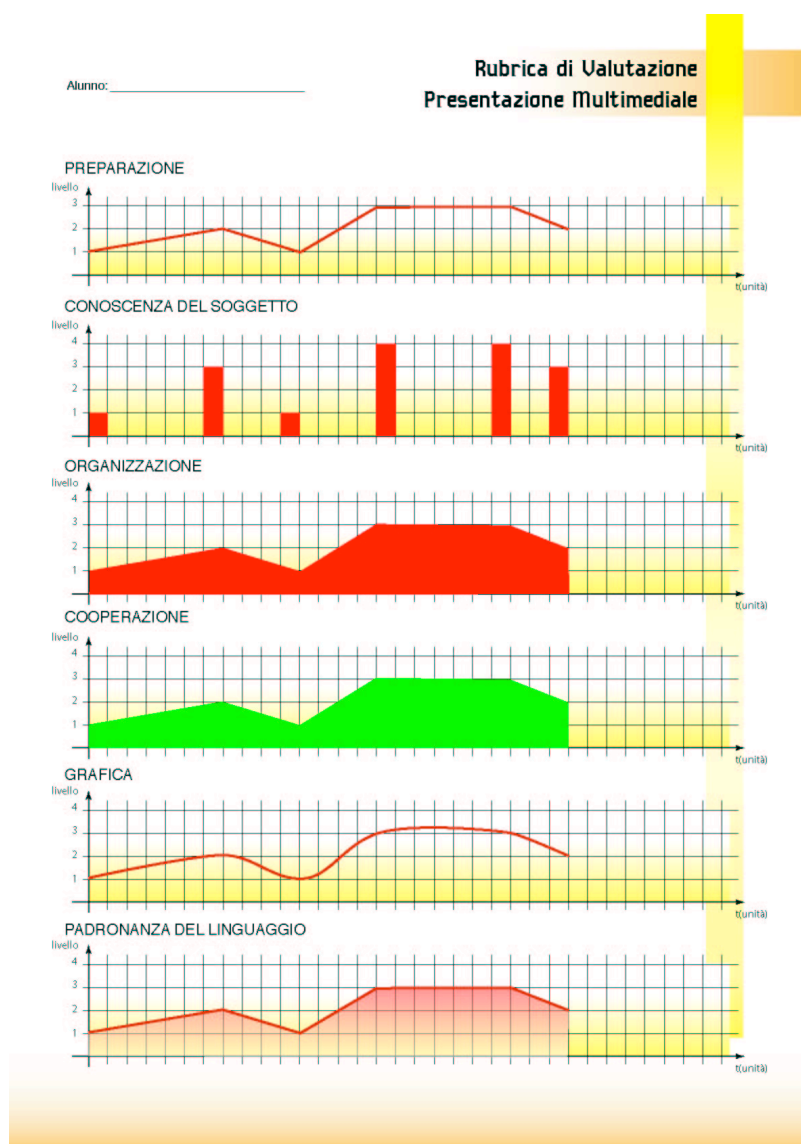 Rubrica di Valutazione
Alunno:
Presentazione Multimediale
PREPARAZIONE
livello
3
2
1
t(unità)
CONOSCENZA DEL SOGGETTO
livello
4
3
2
1
t(unità)
ORGANIZZAZIONE
livello
4
3
2
1
t(unità)
COOPERAZIONE
livello
4
3
2
1
t(unità)
GRAFICA
livello
4
3
2
1
t(unità)
PADRONANZA DEL LINGUAGGIO
livello
4
3
2
1
t(unità)